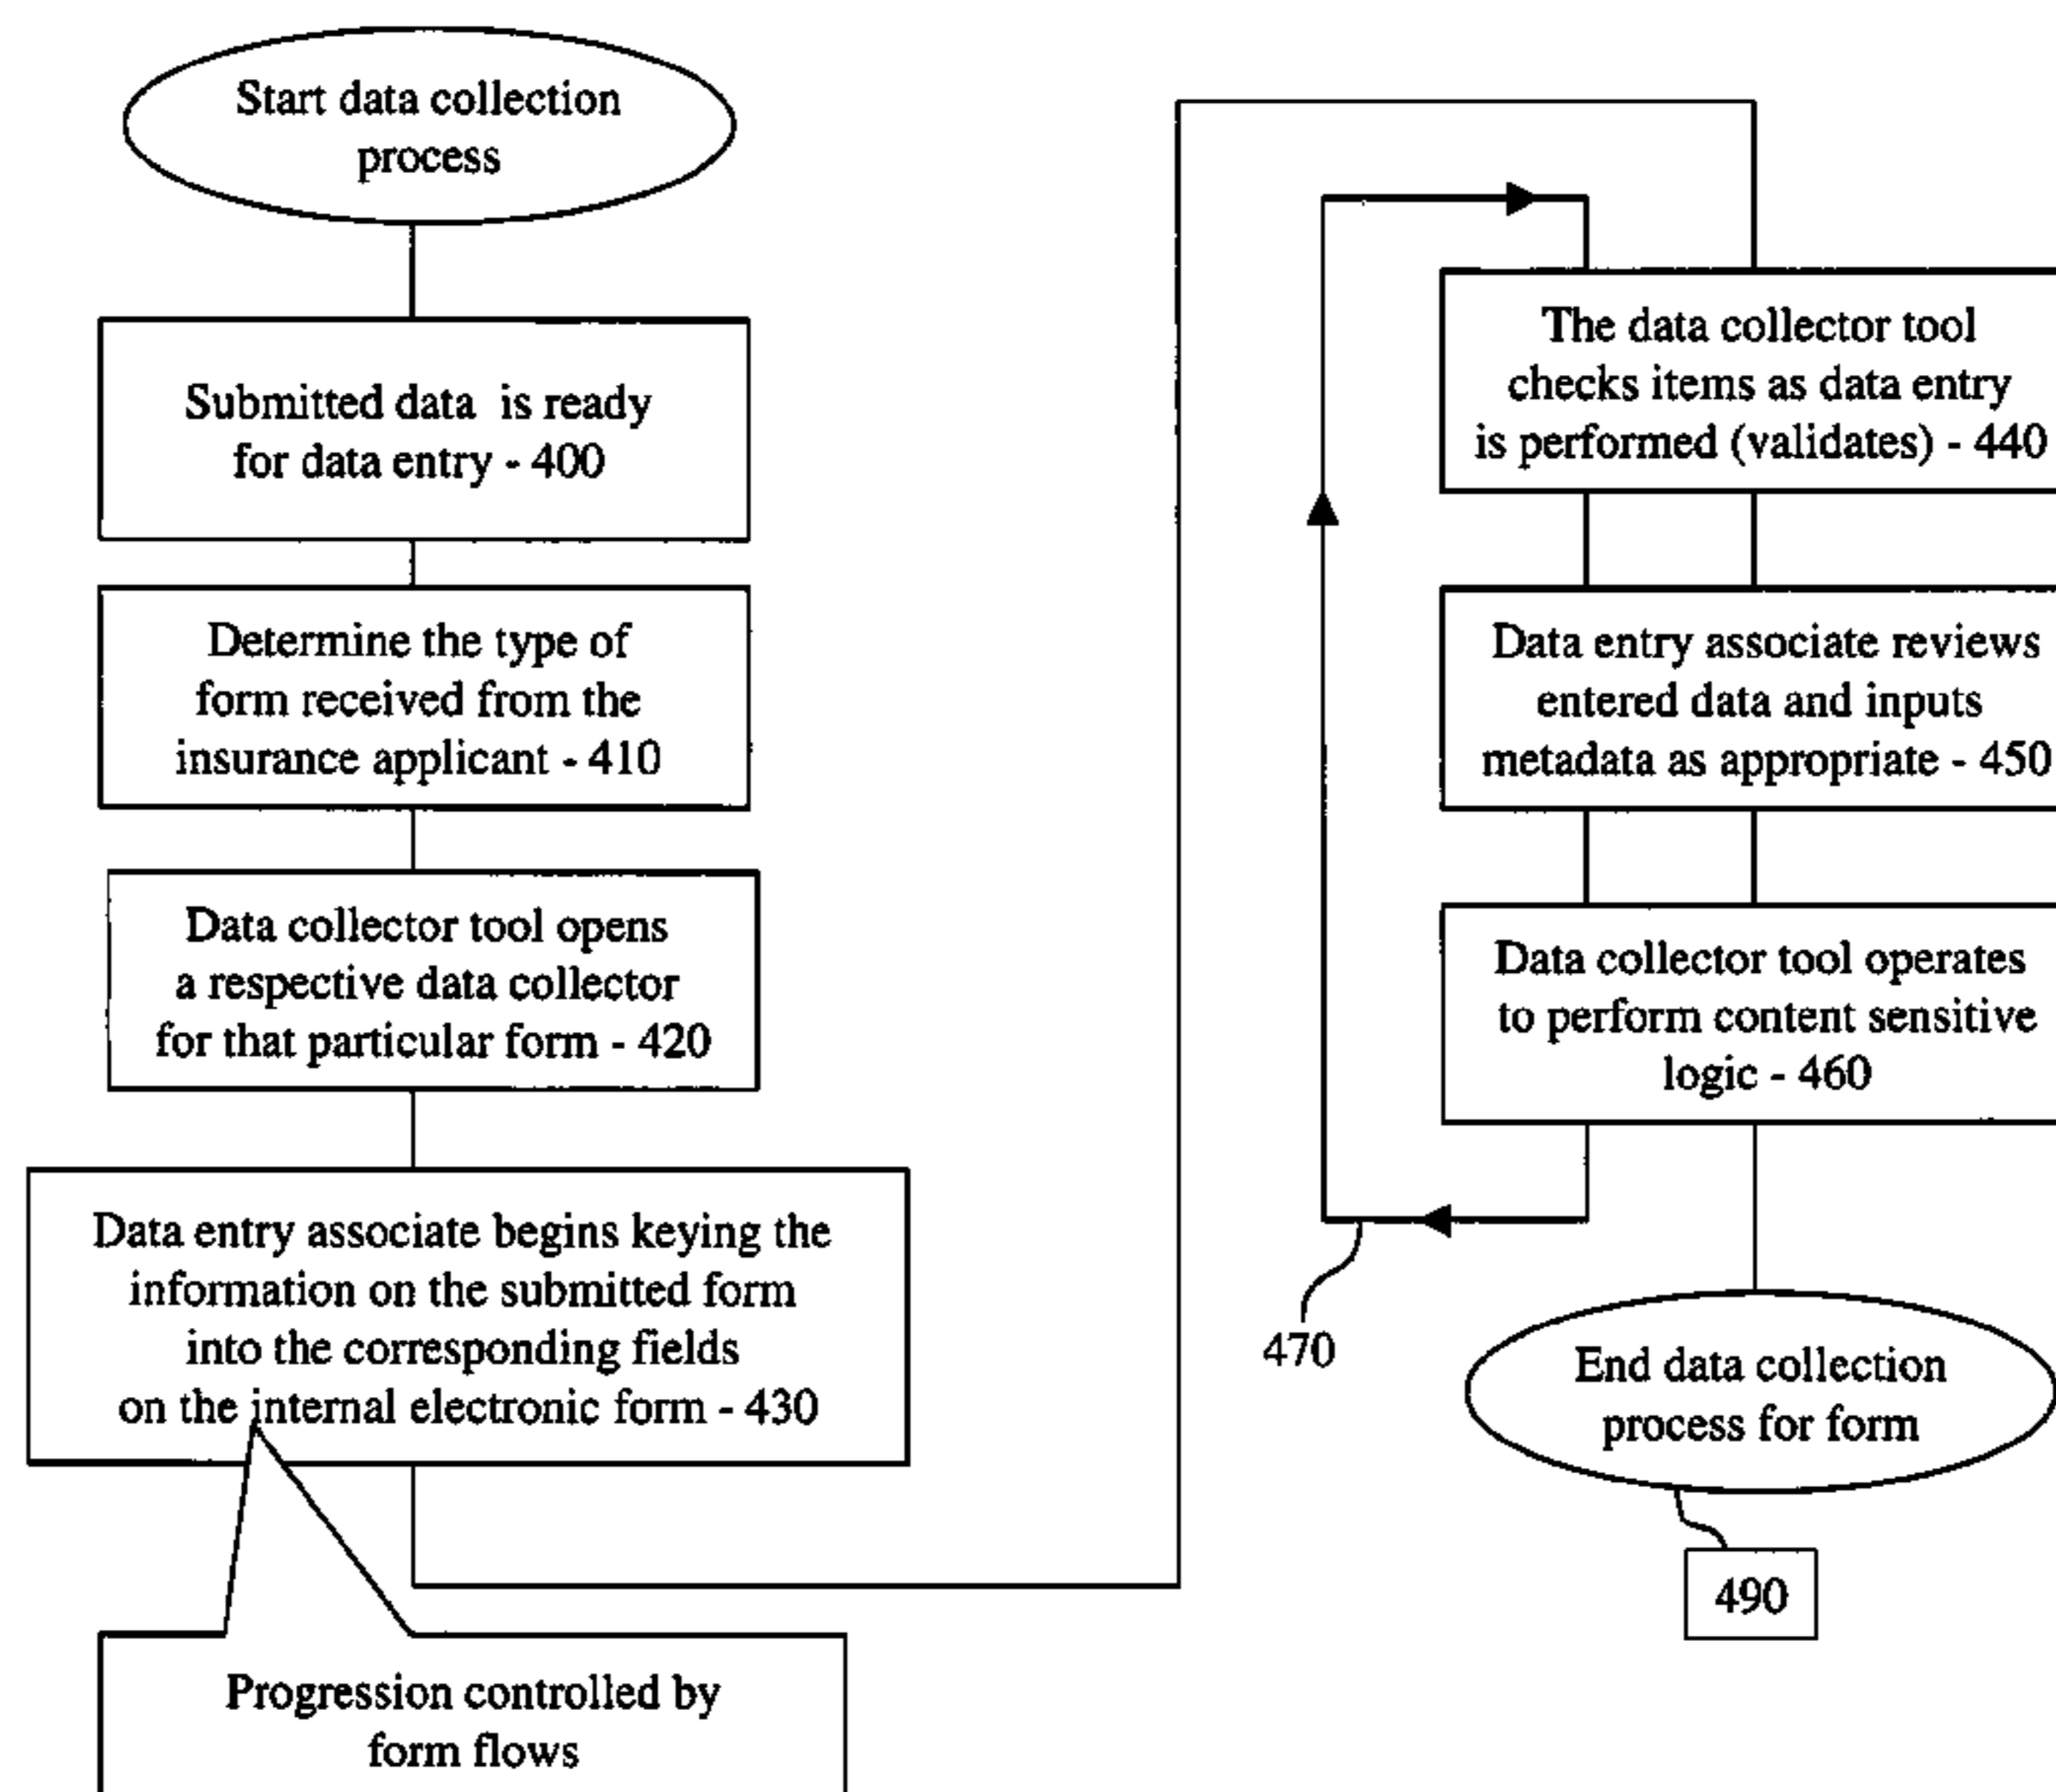 Start data collection
process
Submitted data is ready
for data entry - 400
Determine the type of
form received from the
insurance applicant - 410
Data collector tool opens
a respective data collector
for that particular form - 420
Data entry associate begins keying the
information on the submitted form
into the corresponding fields
on the internal electronic form - 430
Progression controlled by
form flows
The data collector tool
checks items as data entry
is performed (validates) - 440
Data entry associate reviews
entered data and inputs
metadata as appropriate - 450
Data collector tool operates
to perform content sensitive
logic - 460
470
End data collection
process for form
490